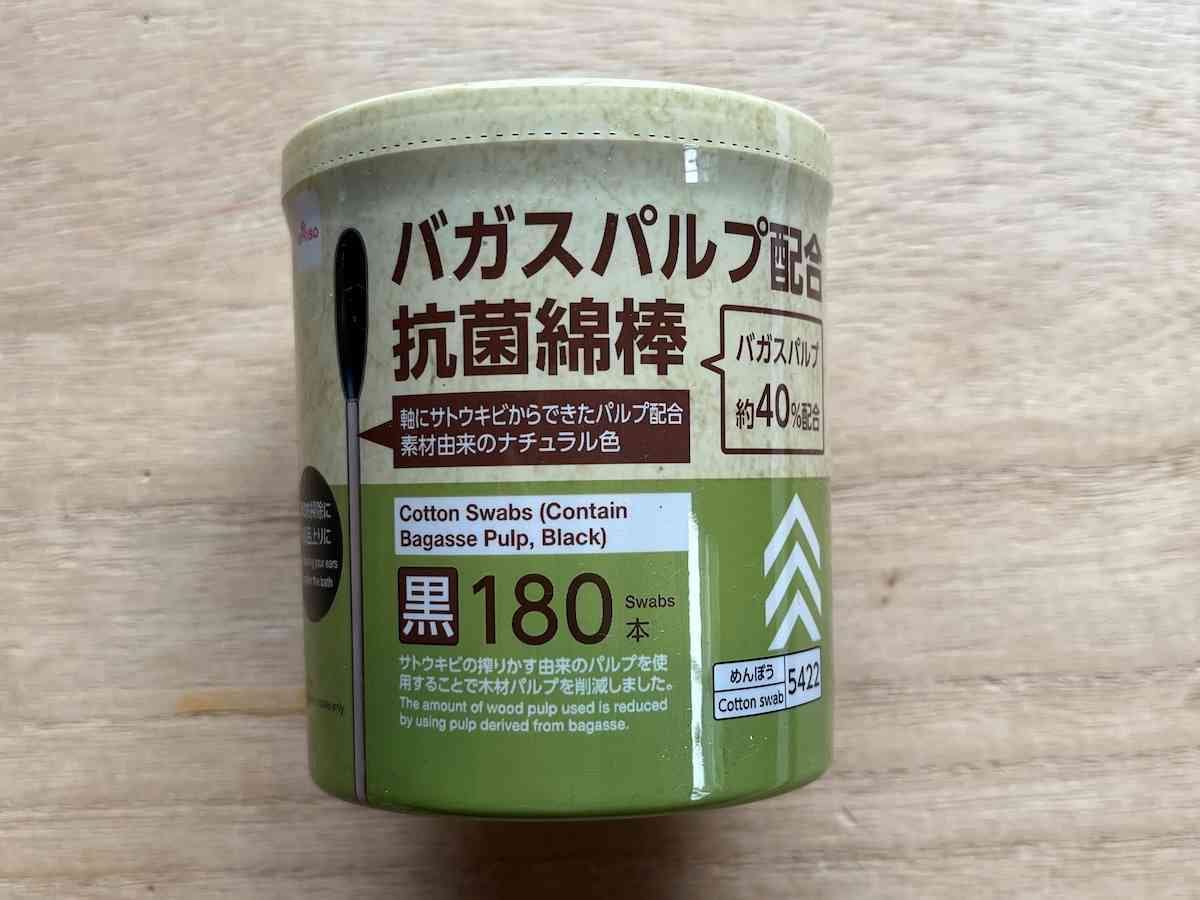 バガスパルプ配合
抗菌綿棒
バガスパルプ
約40%配合
軸にサトウキビからできたパルプ配合
素材由来のナチュラル色
Cotton Swabs (Contain
Bagasse Pulp, Black)
黒 180 Swabs
本
サトウキビの搾りかす由来のパルプを使
用することで木材パルプを削減しました。
The amount of wood pulp used is reduced
by using pulp derived from bagasse.
めんぼう
Cotton swab
5422
your ears
the bath
only